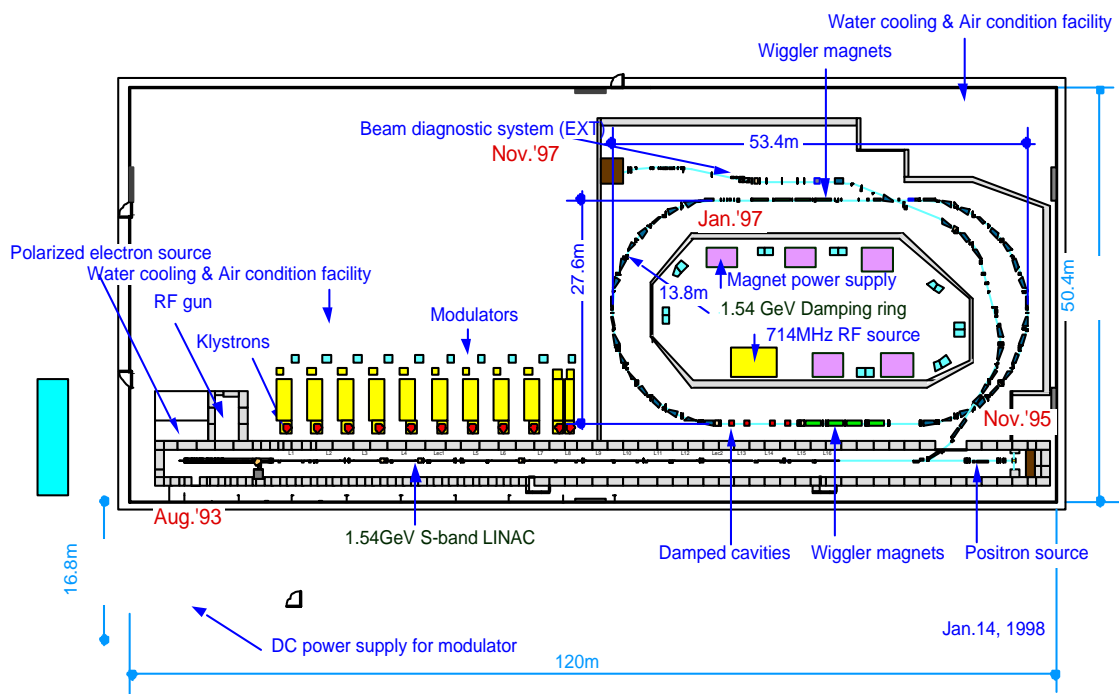 Water cooling & Air condition facility
Wiggler magnets
Beam diagnostic system (EXT)
53.4m
Nov.'97
Jan.'97
Polarized electron source
Water cooling & Air condition facility
27.6m
Magnet power supply
50.4m
RF gun
13.8m
1.54 GeV Damping ring
Modulators
714MHz RF source
Klystrons
Nov.'95
L1 L2 L3 L4 Lac1 L5 L6 L7 L8 L9 L10 L11 L12 Lac2 L13 L14 L15 L16
Aug.'93
1.54GeV S-band LINAC
Damped cavities
Wiggler magnets
Positron source
16.8m
Jan.14, 1998
DC power supply for modulator
120m